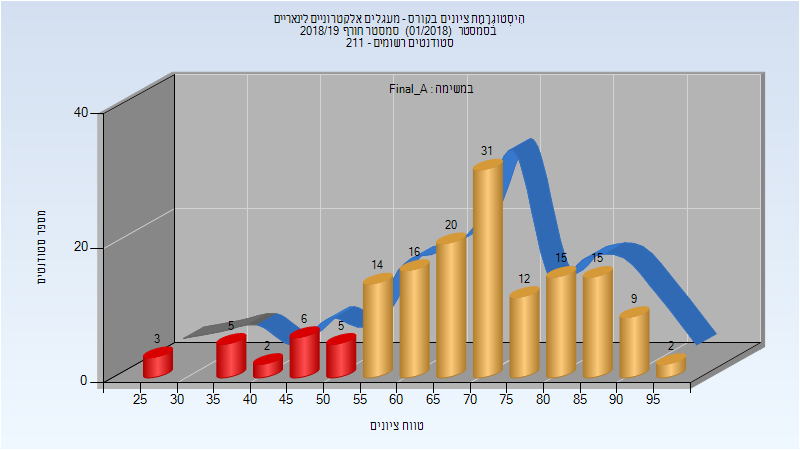 היסטוגרמת ציונים בקורס - מעגלים אלקטרוניים לינאריים
בסמסטר (01/2018) סמסטר חורף 2018/19
סטודנטים רשומים - 211
במשימה : Final_A
מספר סטודנטים
40
20
0
3
5
2
6
5
14
16
20
31
12
15
15
9
2
25 30 35 40 45 50 55 60 65 70 75 80 85 90 95
טווח ציונים